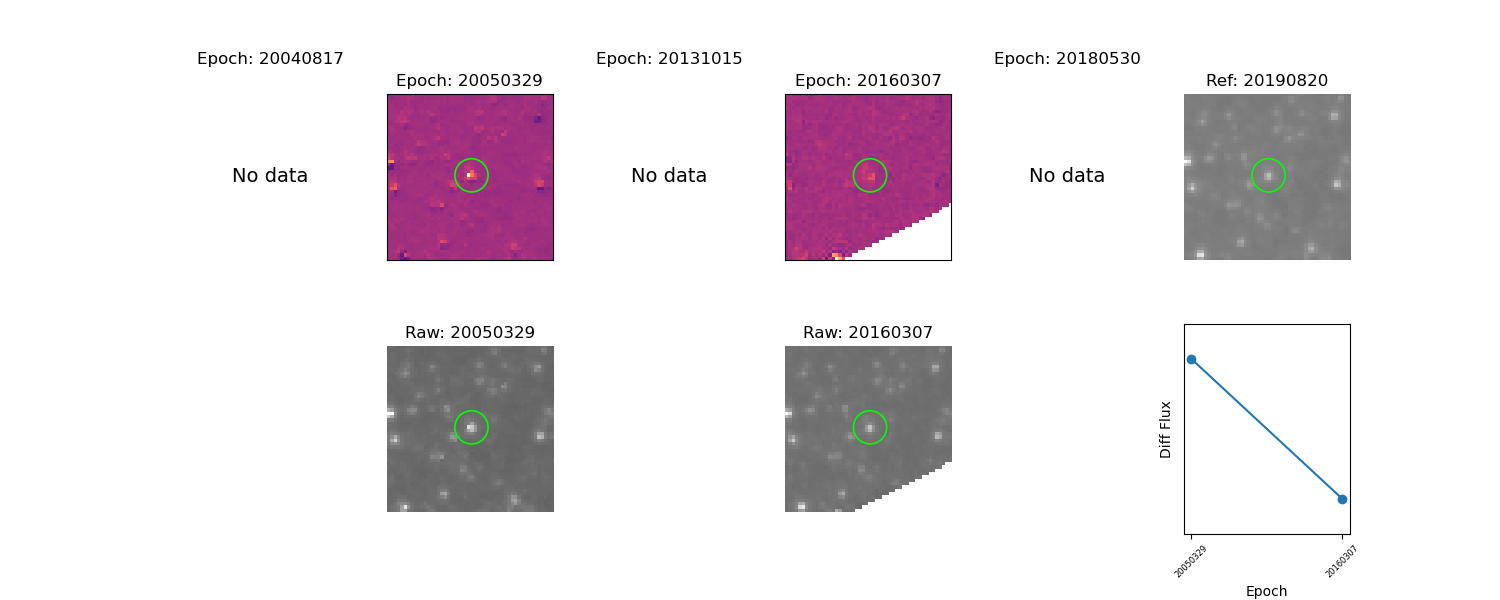 Epoch: 20040817
Epoch: 20131015
Epoch: 20180530
Epoch: 20050329
Epoch: 20160307
Ref: 20190820
No data
No data
No data
Raw: 20050329
Raw: 20160307
Diff Flux
20050329
20160307
Epoch